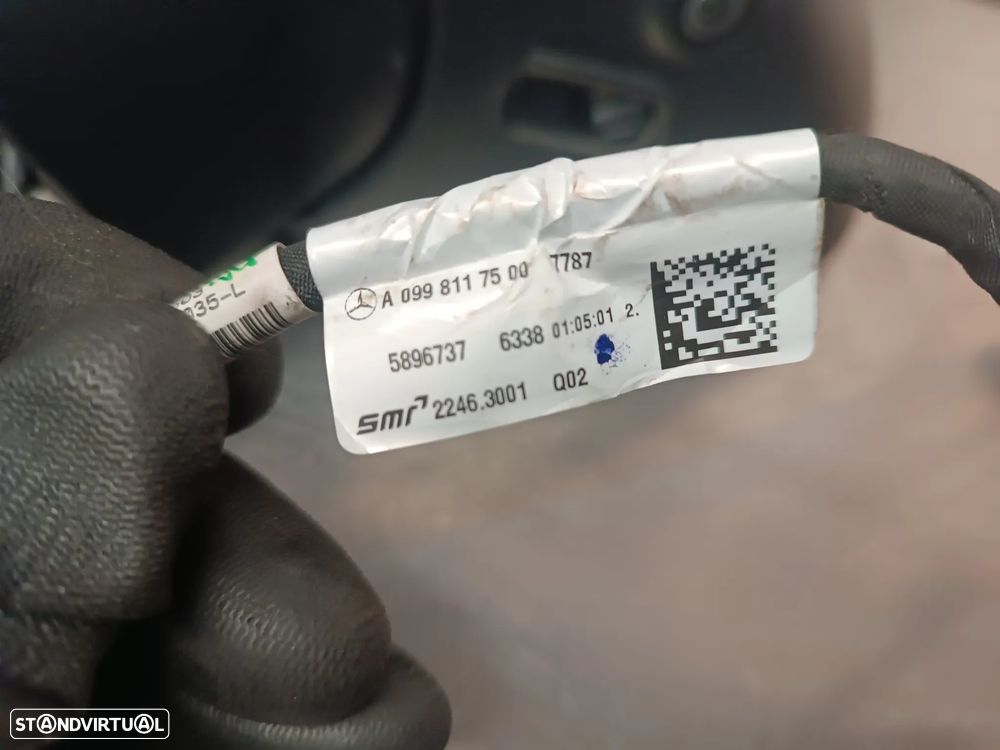 A 099 811 75 00 7787
5896737 6338 01:05:01 2.
smr 2246.3001 Q02
035-L
STANDVIRTUAL